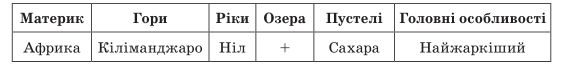 Материк Гори Ріки Озера Пустелі Головні особливості
Африка Кіліманджаро Ніл + Сахара Найжаркіший